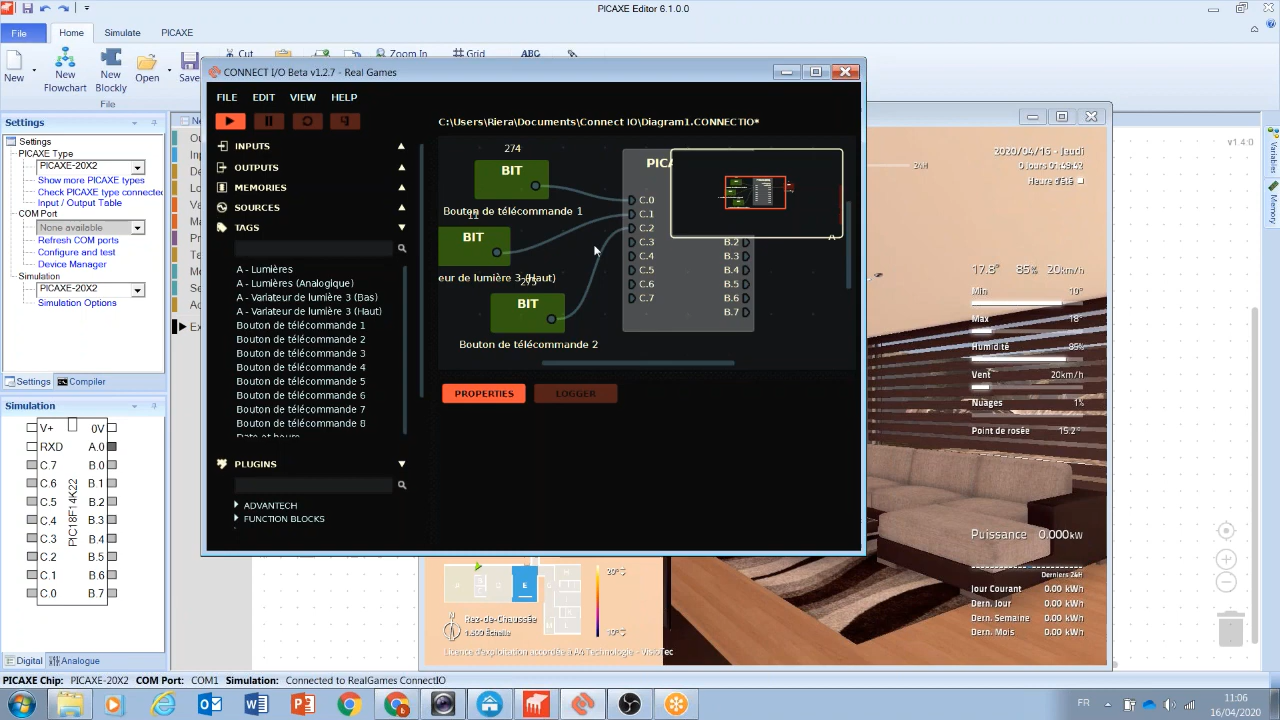 PICAXE Editor 6.1.0.0
File
Home
Simulate
PICAXE
New
New
Flowchart
New
Blockly
Open
Save
Cut
Zoom In
Grid
ABC
File
Settings
Settings
PICAXE Type
PICAXE-20X2
Show more PICAXE types
Check PICAXE type connected
Input / Output Table
COM Port
None available
Refresh COM ports
Configure and test
Device Manager
Simulation
PICAXE-20X2
Simulation Options
Settings
Compiler
Simulation
V+
0V
RXD
A.0
C.7
B.0
C.6
B.1
C.5
B.2
C.4
B.3
C.3
B.4
C.2
B.5
C.1
B.6
C.0
B.7
PIC18F14K22
Digital
Analogue
PICAXE Chip: PICAXE-20X2 COM Port: COM1 Simulation: Connected to RealGames ConnectIO
CONNECT I/O Beta v1.2.7 - Real Games
FILE
EDIT
VIEW
HELP
C:\Users\Riera\Documents\Connect IO\Diagram1.CONNECTIO*
INPUTS
OUTPUTS
MEMORIES
SOURCES
TAGS
A - Lumières
A - Lumières (Analogique)
A - Variateur de lumière 3 (Bas)
A - Variateur de lumière 3 (Haut)
Bouton de télécommande 1
Bouton de télécommande 2
Bouton de télécommande 3
Bouton de télécommande 4
Bouton de télécommande 5
Bouton de télécommande 6
Bouton de télécommande 7
Bouton de télécommande 8
Date et heure
PLUGINS
ADVANTECH
FUNCTION BLOCKS
274
BIT
Bouton de télécommande 1
BIT
eur de lumière 3 (Haut)
275
BIT
Bouton de télécommande 2
PICA
C.0
C.1
C.2
C.3
C.4
C.5
C.6
C.7
B.2
B.3
B.4
B.5
B.6
B.7
A
PROPERTIES
LOGGER
24H
2020/04/16 - Jeudi
Heure d'été
v1.4.0
Variables
Memory
17.8° 85% 20km/h
Min
10°
Max
18°
Humidité
85%
Vent
20km/h
Nuages
1%
Point de rosée
15.2°
Puissance 0.000kW
Derniers 24H
Jour Courant
0.00 kWh
Dern. Jour
0.00 kWh
Dern. Semaine
0.00 kWh
Dern. Mois
0.00 kWh
E
N
Rez-de-Chaussée
30°C
10°C
Licence d'exploitation accordée à A4 Technologie - VisioTec
FR
11:06
16/04/2020